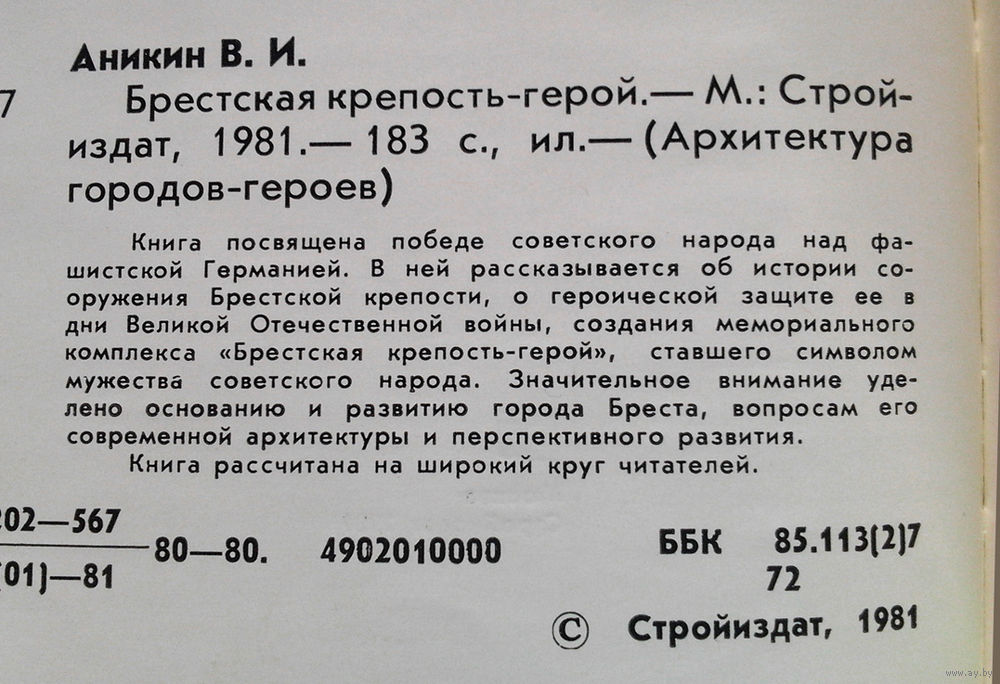 Аникин В. И.
7 Брестская крепость-герой.— М.: Строй-
издат, 1981.— 183 с., ил.— (Архитектура
городов-героев)
Книга посвящена победе советского народа над фа-
шистской Германией. В ней рассказывается об истории со-
оружения Брестской крепости, о героической защите ее в
дни Великой Отечественной войны, создания мемориального
комплекса «Брестская крепость-герой», ставшего символом
мужества советского народа. Значительное внимание уде-
лено основанию и развитию города Бреста, вопросам его
современной архитектуры и перспективного развития.
Книга рассчитана на широкий круг читателей.
202—567
(01)—81
80—80. 4902010000
ББК 85.113(2)7
72
© Стройиздат, 1981
www.ay.by